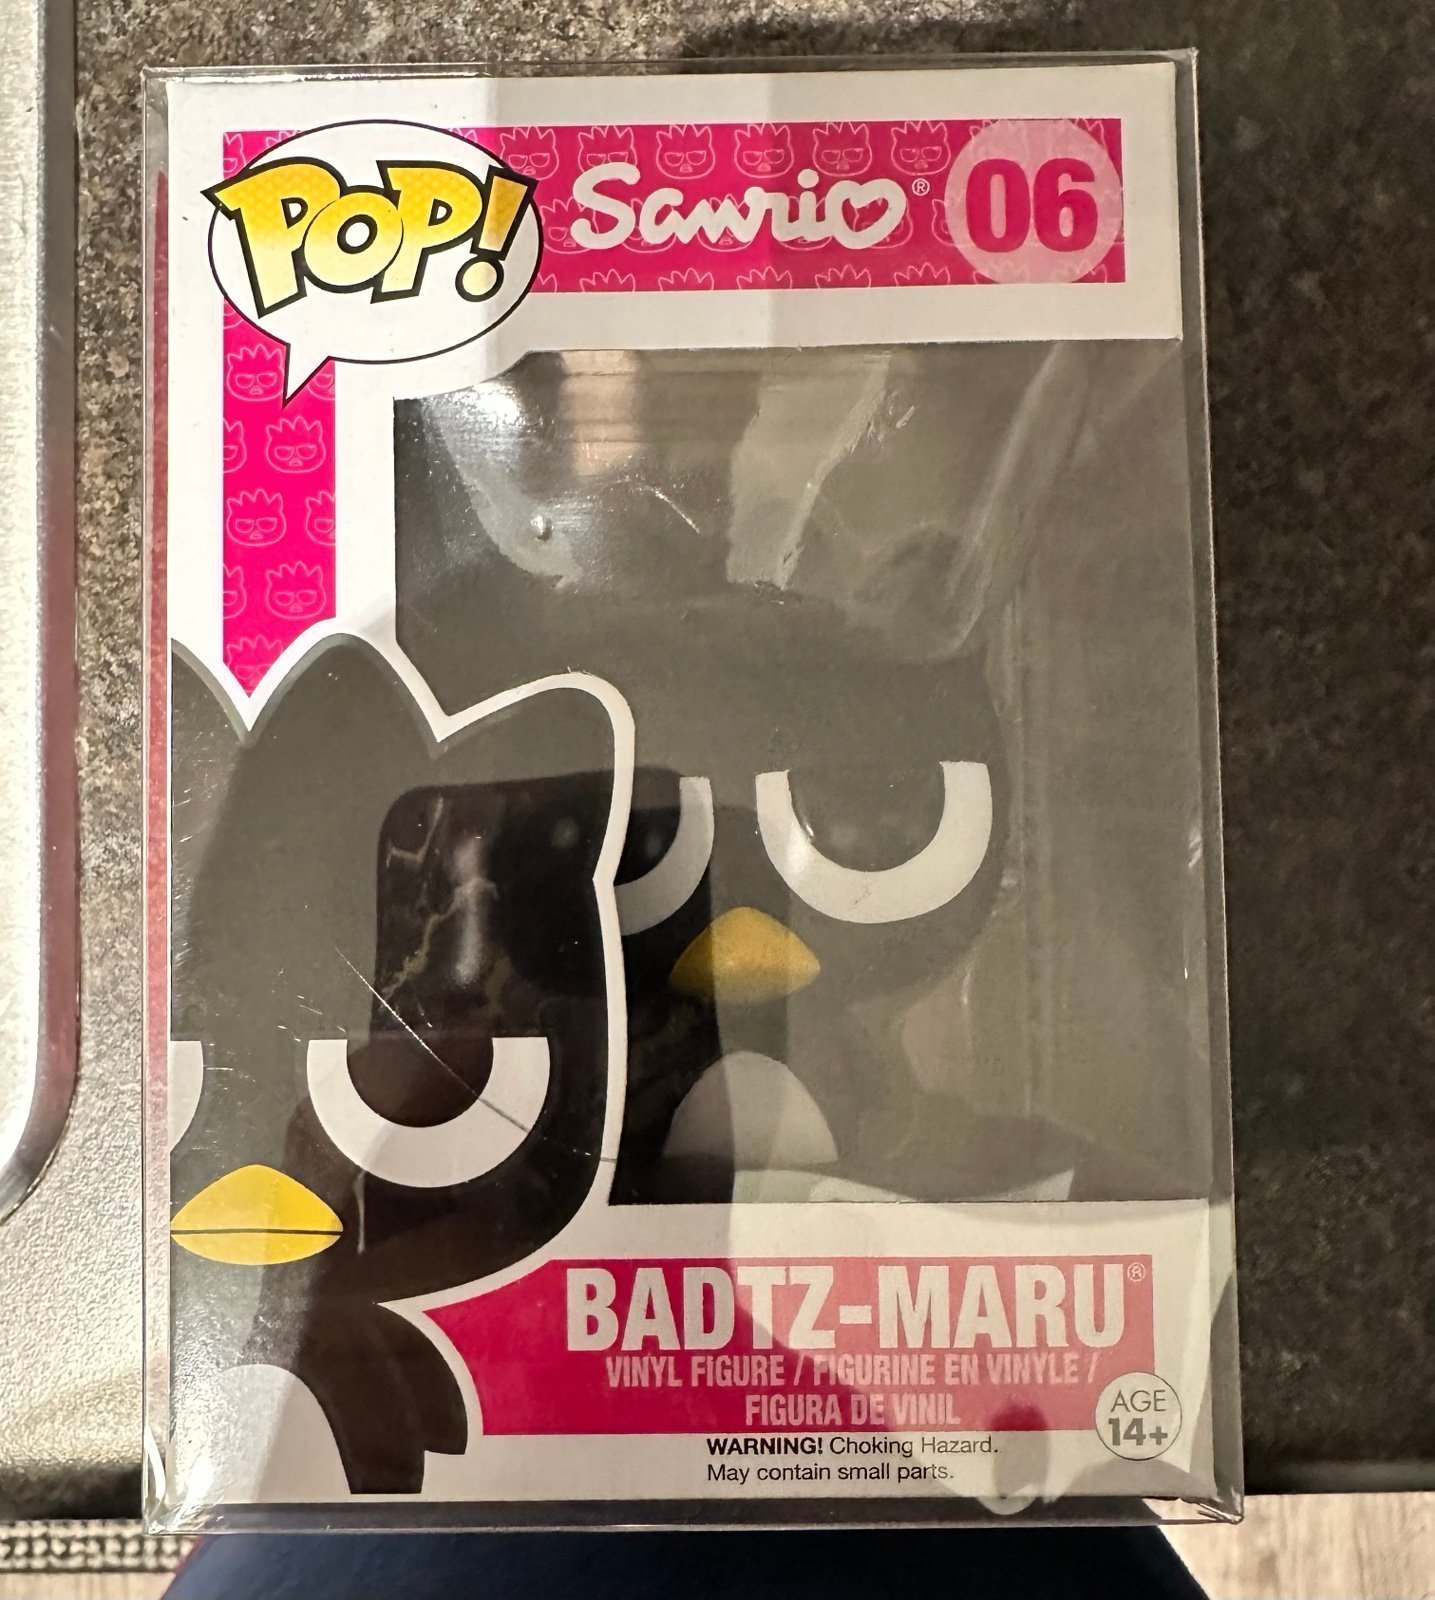 POP!
Sanrio® 06
BADTZ-MARU®
VINYL FIGURE / FIGURINE EN VINYLE /
FIGURA DE VINIL
AGE
14+
WARNING! Choking Hazard.
May contain small parts.